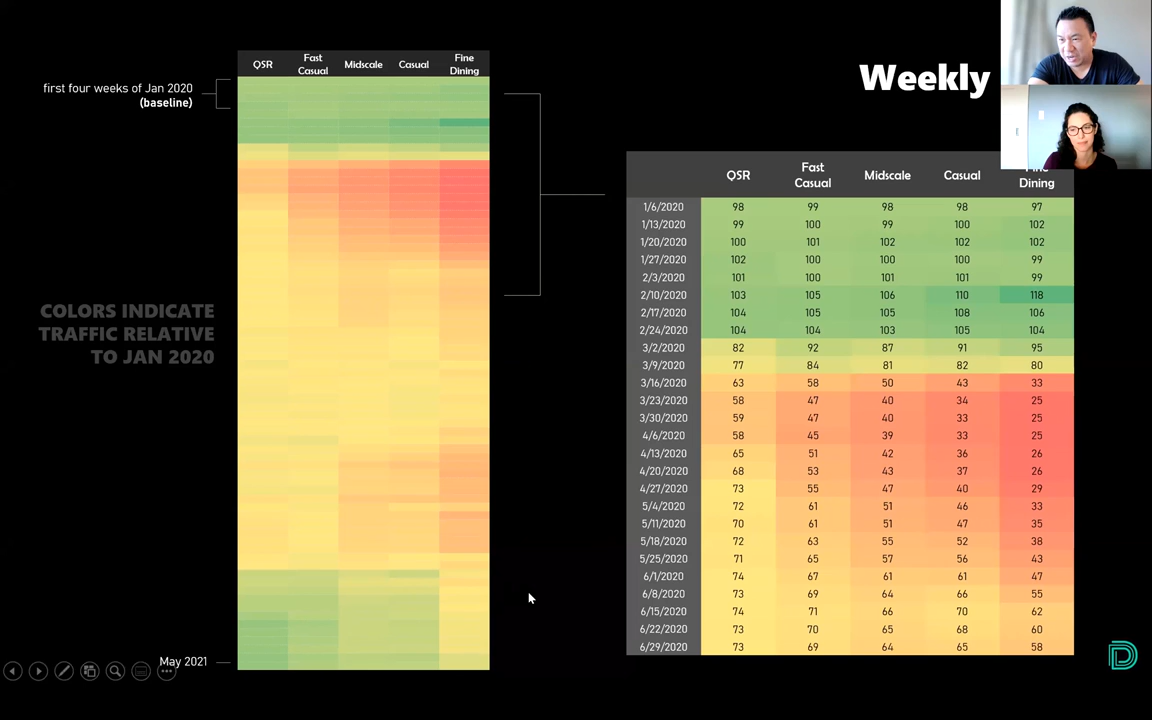 Weekly
QSR Fast Casual Midscale Casual Fine Dining
first four weeks of Jan 2020
(baseline)
COLORS INDICATE
TRAFFIC RELATIVE
TO JAN 2020
May 2021
QSR Fast Casual Midscale Casual Fine Dining
1/6/2020 98 99 98 98 97
1/13/2020 99 100 99 100 102
1/20/2020 100 101 102 102 102
1/27/2020 102 100 100 100 99
2/3/2020 101 100 101 101 99
2/10/2020 103 105 106 110 118
2/17/2020 104 105 105 108 106
2/24/2020 104 104 103 105 104
3/2/2020 82 92 87 91 95
3/9/2020 77 84 81 82 80
3/16/2020 63 58 50 43 33
3/23/2020 58 47 40 34 25
3/30/2020 59 47 40 33 25
4/6/2020 58 45 39 33 25
4/13/2020 65 51 42 36 26
4/20/2020 68 53 43 37 26
4/27/2020 73 55 47 40 29
5/4/2020 72 61 51 46 33
5/11/2020 70 61 51 47 35
5/18/2020 72 63 55 52 38
5/25/2020 71 65 57 56 43
6/1/2020 74 67 61 61 47
6/8/2020 73 69 64 66 55
6/15/2020 74 71 66 70 62
6/22/2020 73 70 65 68 60
6/29/2020 73 69 64 65 58